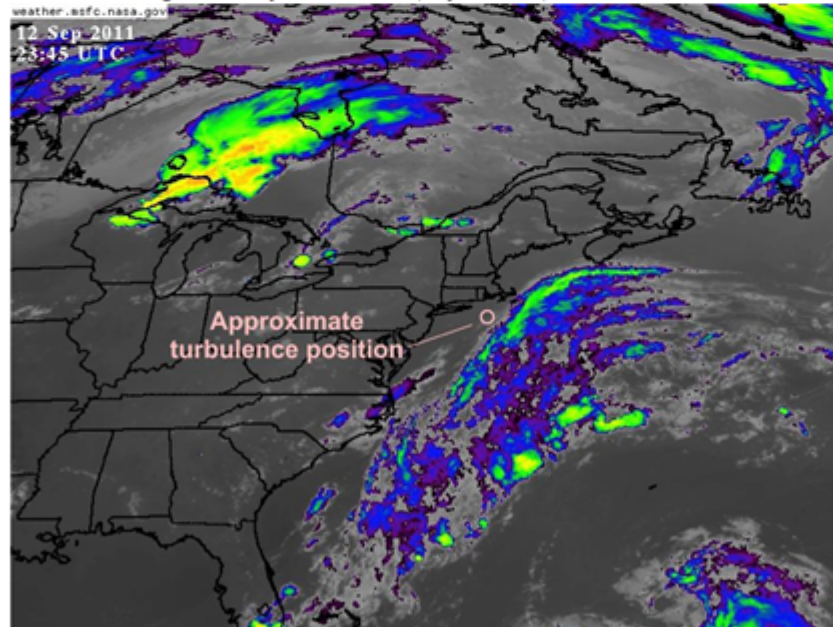 weather.msfc.nasa.gov
12 Sep 2011
23:45 UTC
Approximate
turbulence position